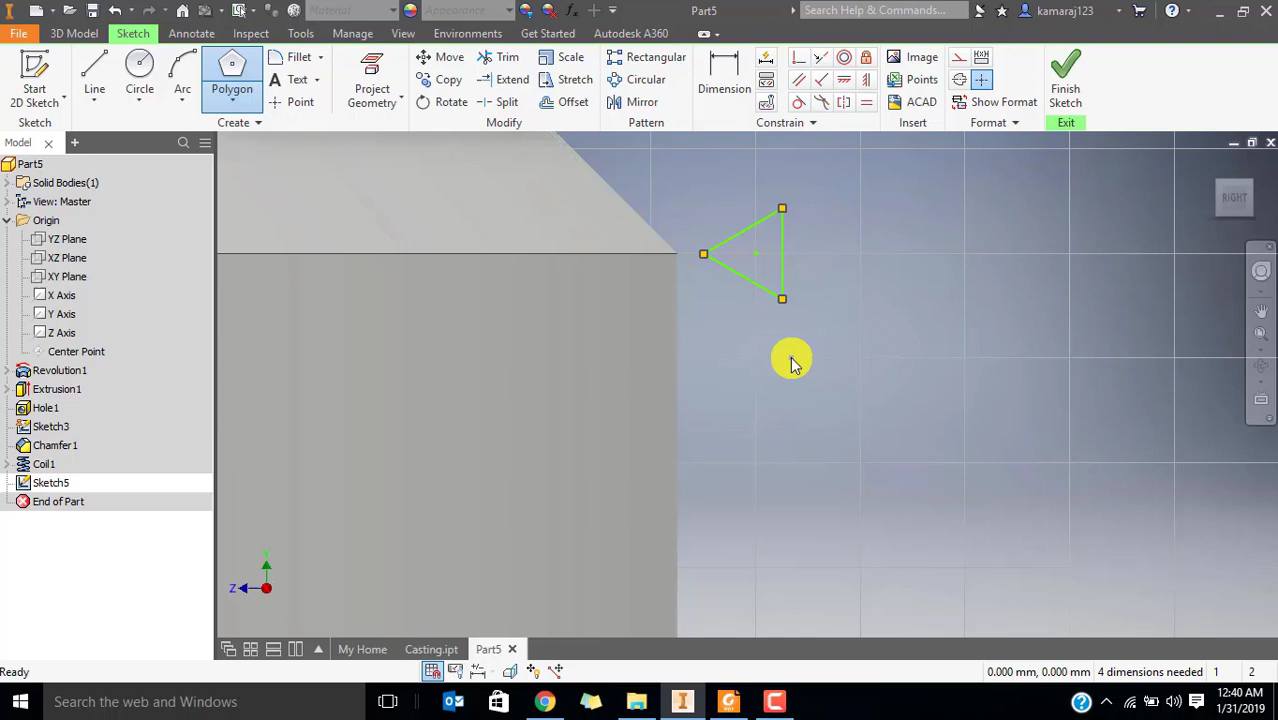 Material
Appearance
Part5
Search Help & Commands...
kamaraj123
File
3D Model
Sketch
Annotate
Inspect
Tools
Manage
View
Environments
Get Started
Autodesk A360
Start
2D Sketch
Line
Circle
Arc
Polygon
Fillet
Text
Point
Project
Geometry
Move
Copy
Rotate
Trim
Extend
Split
Scale
Stretch
Offset
Rectangular
Circular
Mirror
Dimension
Image
Points
ACAD
Show Format
Finish
Sketch
Sketch
Create
Modify
Pattern
Constrain
Insert
Format
Exit
Model
Part5
Solid Bodies(1)
View: Master
Origin
YZ Plane
XZ Plane
XY Plane
X Axis
Y Axis
Z Axis
Center Point
Revolution1
Extrusion1
Hole1
Sketch3
Chamfer1
Coil1
Sketch5
End of Part
RIGHT
Y
Z
My Home
Casting.ipt
Part5
Ready
0.000 mm, 0.000 mm
4 dimensions needed
1
2
Search the web and Windows
12:40 AM
1/31/2019